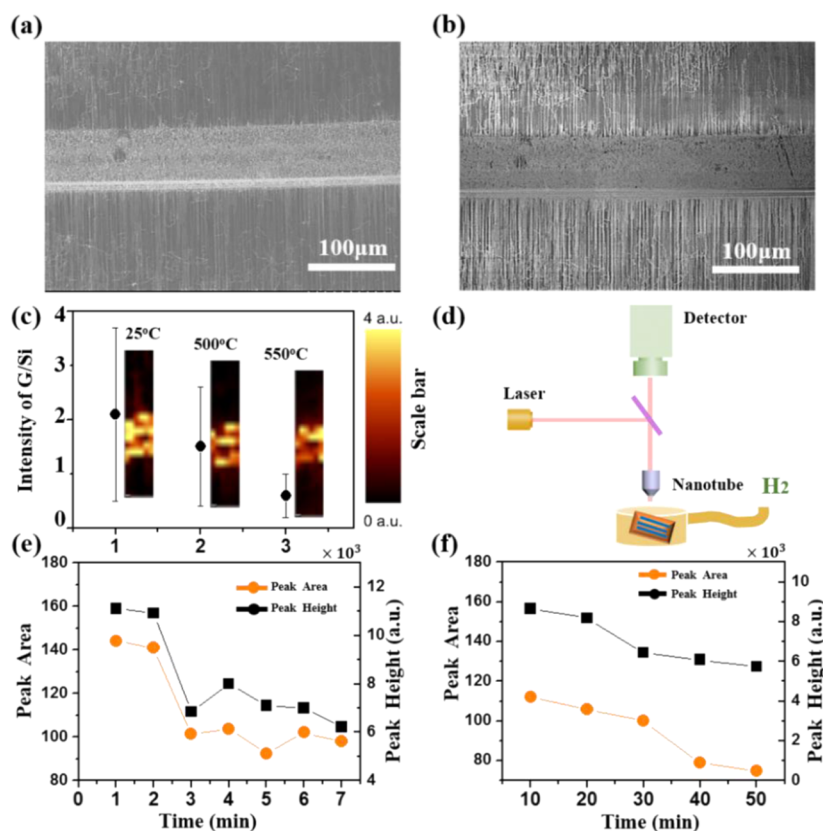 (a)
100μm
(b)
100μm
(c)
Intensity of G/Si
4
3
2
1
0
25°C
500°C
550°C
1
2
3
4 a.u.
0 a.u.
Scale bar
(d)
Detector
Laser
Nanotube
H2
(e)
Peak Area
180
160
140
120
100
80
Peak Area
Peak Height
× 10³
12
10
8
6
4
Peak Height (a.u.)
1 2 3 4 5 6 7
Time (min)
(f)
Peak Area
180
160
140
120
100
80
Peak Area
Peak Height
× 10³
10
8
6
4
2
0
Peak Height (a.u.)
10 20 30 40 50
Time (min)